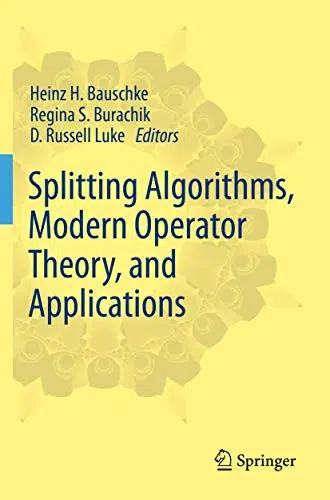 Heinz H. Bauschke
Regina S. Burachik
D. Russell Luke Editors
Splitting Algorithms,
Modern Operator
Theory, and
Applications
Springer